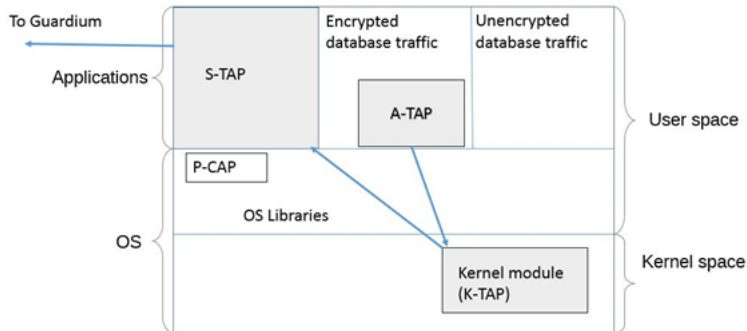 To Guardium
Applications
S-TAP
Encrypted
database traffic
Unencrypted
database traffic
A-TAP
User space
P-CAP
OS Libraries
OS
Kernel module
(K-TAP)
Kernel space